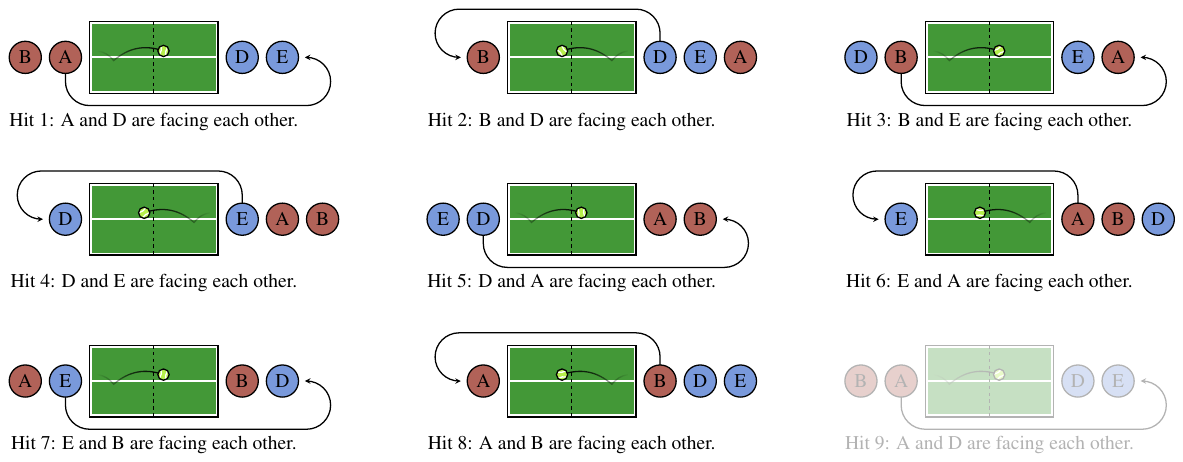 B A D E
B D E A
D B E A
Hit 1: A and D are facing each other.
Hit 2: B and D are facing each other.
Hit 3: B and E are facing each other.
D E A B
E D A B
E A B D
Hit 4: D and E are facing each other.
Hit 5: D and A are facing each other.
Hit 6: E and A are facing each other.
A E B D
A B D E
B A D E
Hit 7: E and B are facing each other.
Hit 8: A and B are facing each other.
Hit 9: A and D are facing each other.